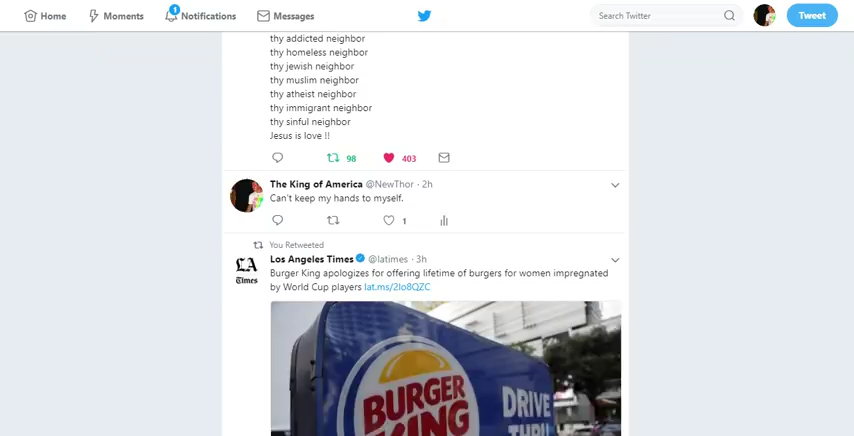 Home
Moments
1
Notifications
Messages
Search Twitter
Tweet
thy addicted neighbor
thy homeless neighbor
thy jewish neighbor
thy muslim neighbor
thy atheist neighbor
thy immigrant neighbor
thy sinful neighbor
Jesus is love !!
98
403
The King of America @NewThor · 2h
Can't keep my hands to myself.
1
You Retweeted
Los Angeles Times @latimes · 3h
LA
Times
Burger King apologizes for offering lifetime of burgers for women impregnated
by World Cup players lat.ms/2Io8QZC
BURGER
KING
DRIVE
THRU